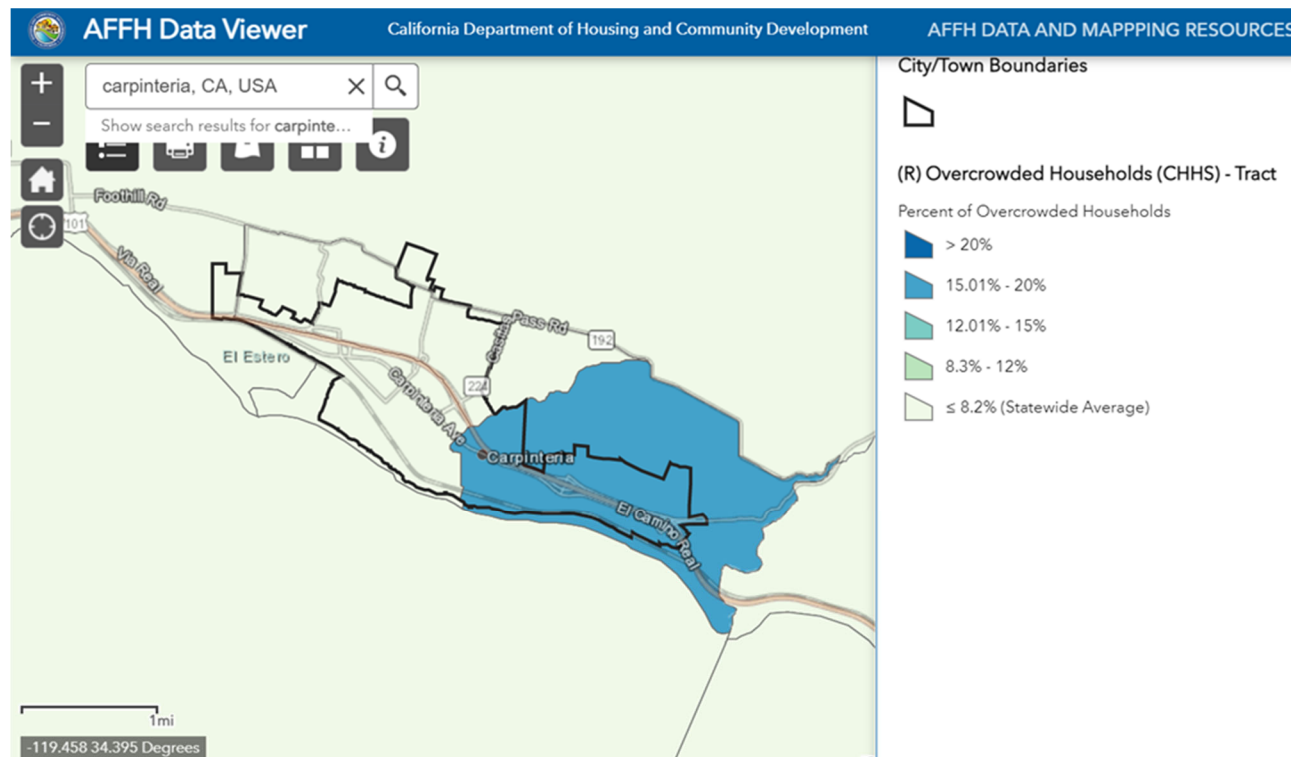 AFFH Data Viewer
California Department of Housing and Community Development
AFFH DATA AND MAPPPING RESOURCES
+
carpinteria, CA, USA
−
Show search results for carpinte...
i
Foothill Rd
101
Via Real
El Estero
Pass Rd
Casitas
192
224
Carpinteria Ave
Carpinteria
El Camino Real
1mi
-119.458 34.395 Degrees
City/Town Boundaries
(R) Overcrowded Households (CHHS) - Tract
Percent of Overcrowded Households
> 20%
15.01% - 20%
12.01% - 15%
8.3% - 12%
≤ 8.2% (Statewide Average)